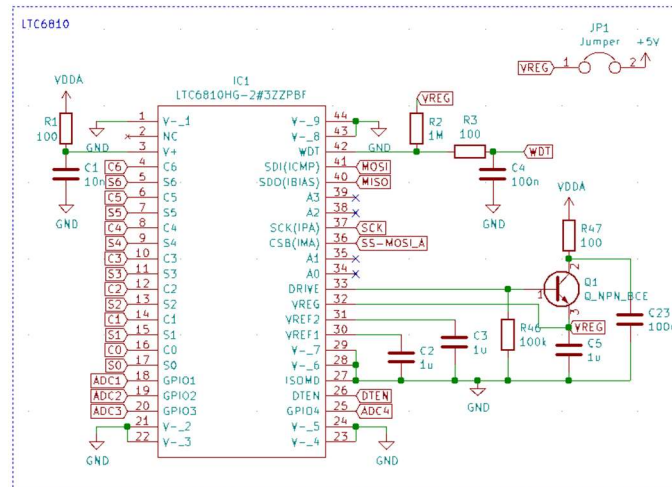 LTC6810
JP1
Jumper
+5V
VREG
1
2
VDDA
IC1
LTC6810HG-2#3ZZPBF
R1
100
GND
C1
10n
GND
1 V-_1
2 NC
3 V+
C6 4 C6
S6 5 S6
C5 6 C5
S5 7 S5
C4 8 C4
S4 9 S4
C3 10 C3
S3 11 S3
C2 12 C2
S2 13 S2
C1 14 C1
S1 15 S1
C0 16 C0
S0 17 S0
ADC1 18 GPIO1
ADC2 19 GPIO2
ADC3 20 GPIO3
21 V-_2
22 V-_3
GND
V-_9 44
V-_8 43
WDT 42
SDI(ICMP) 41 MOSI
SDO(IBIAS) 40 MISO
A3 39
A2 38
SCK(IPA) 37 SCK
CSB(IMA) 36 SS-MOSI_A
A1 35
A0 34
DRIVE 33
VREG 32
VREF2 31
VREF1 30
V-_7 29
V-_6 28
ISOMD 27
DTEN 26 DTEN
GPIO4 25 ADC4
V-_5 24
V-_4 23
GND
GND
VREG
R2
1M
R3
100
WDT
C4
100n
GND
VDDA
R47
100
2
Q1
Q_NPN_BCE
1
3
VREG
R46
100k
C3
1u
C2
1u
C5
1u
C23
GND